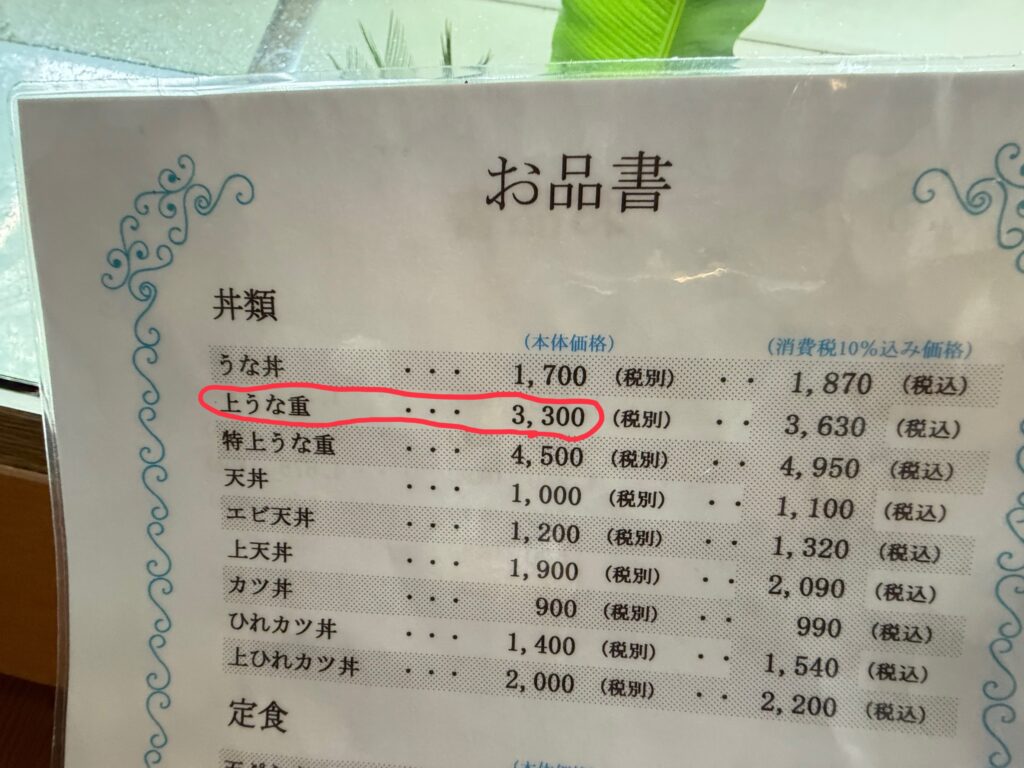 お品書
丼類
(本体価格) (消費税10%込み価格)
うな丼 ・・・ 1,700 (税別) ・・ 1,870 (税込)
上うな重 ・・・ 3,300 (税別) ・・ 3,630 (税込)
特上うな重 ・・・ 4,500 (税別) ・・ 4,950 (税込)
天丼 ・・・ 1,000 (税別) ・・ 1,100 (税込)
エビ天丼 ・・・ 1,200 (税別) ・・ 1,320 (税込)
上天丼 ・・・ 1,900 (税別) ・・ 2,090 (税込)
カツ丼 ・・・ 900 (税別) ・・ 990 (税込)
ひれカツ丼 ・・・ 1,400 (税別) ・・ 1,540 (税込)
上ひれカツ丼 ・・・ 2,000 (税別) ・・ 2,200 (税込)
定食
(本体価格)